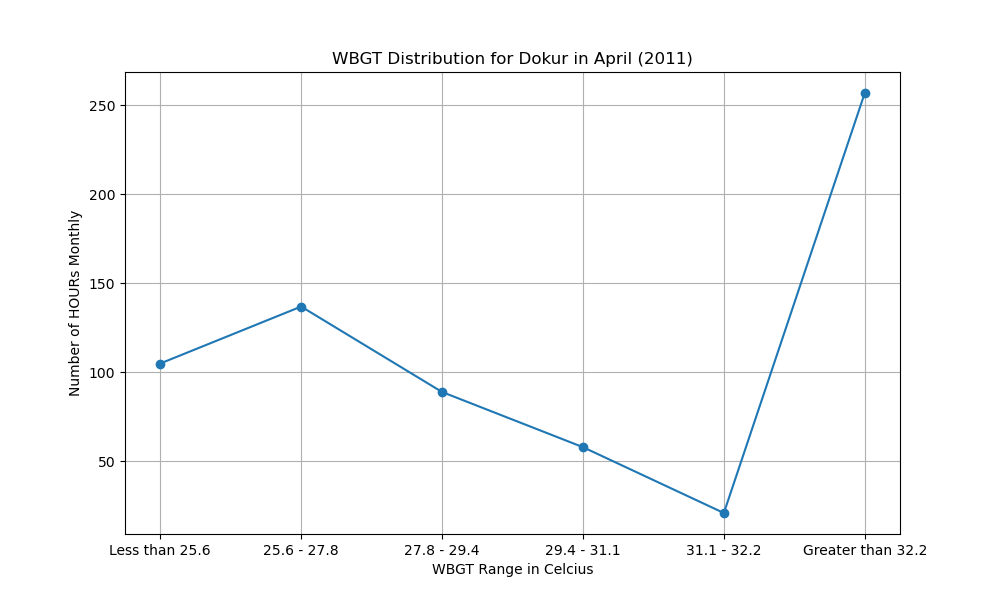 WBGT Distribution for Dokur in April (2011)
Number of HOURs Monthly
250
200
150
100
50
Less than 25.6
25.6 - 27.8
27.8 - 29.4
29.4 - 31.1
31.1 - 32.2
Greater than 32.2
WBGT Range in Celcius